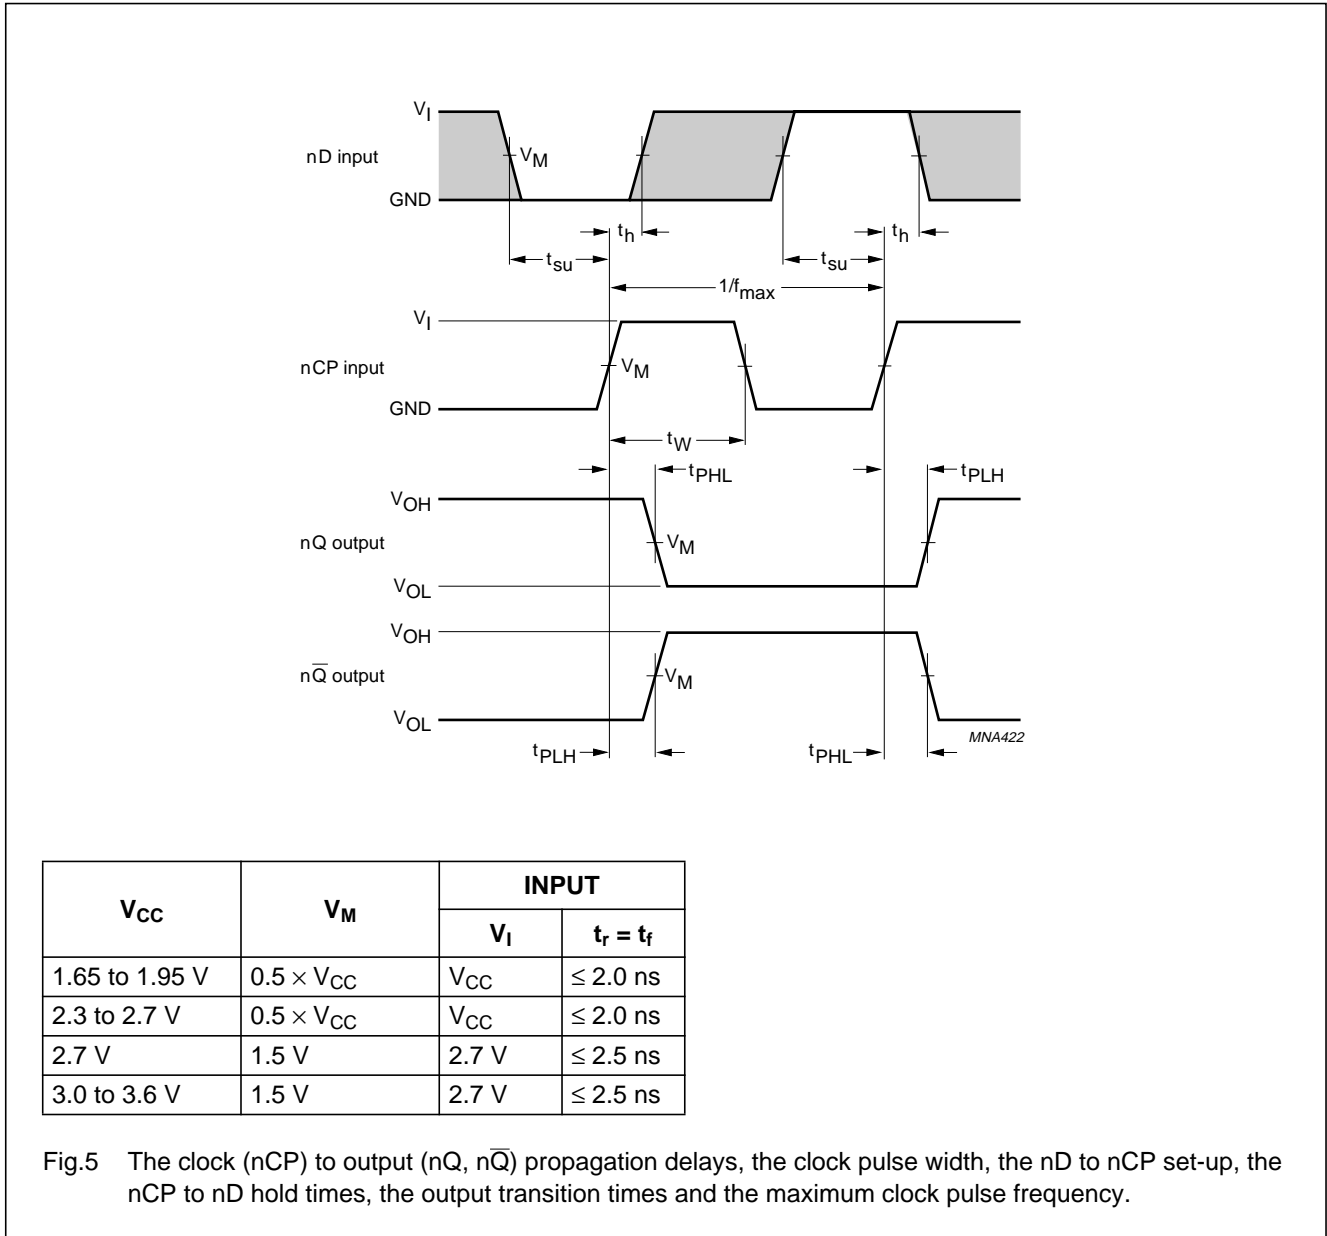 V_I
nD input
V_M
GND
t_h
t_h
t_su
t_su
1/f_max
V_I
nCP input
V_M
GND
t_W
t_PHL
t_PLH
V_OH
nQ output
V_M
V_OL
V_OH
nQ̅ output
V_M
V_OL
MNA422
t_PLH
t_PHL
V_CC V_M INPUT
V_I t_r = t_f
1.65 to 1.95 V 0.5 × V_CC V_CC ≤ 2.0 ns
2.3 to 2.7 V 0.5 × V_CC V_CC ≤ 2.0 ns
2.7 V 1.5 V 2.7 V ≤ 2.5 ns
3.0 to 3.6 V 1.5 V 2.7 V ≤ 2.5 ns
Fig.5 The clock (nCP) to output (nQ, nQ̅) propagation delays, the clock pulse width, the nD to nCP set-up, the
nCP to nD hold times, the output transition times and the maximum clock pulse frequency.